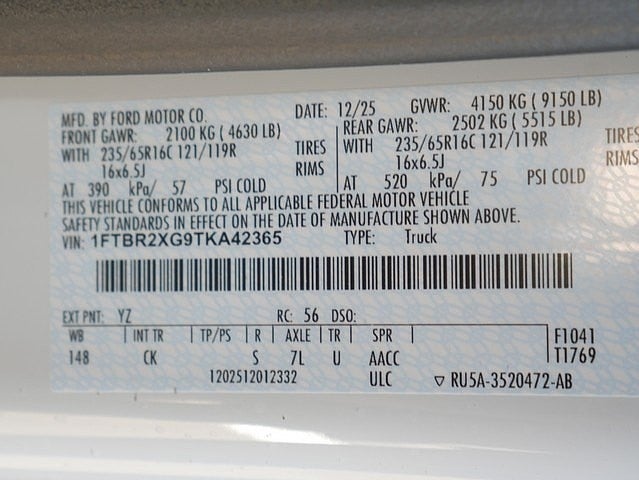 MFD. BY FORD MOTOR CO. DATE: 12/25 GVWR: 4150 KG ( 9150 LB)
FRONT GAWR: 2100 KG ( 4630 LB) REAR GAWR: 2502 KG ( 5515 LB)
WITH 235/65R16C 121/119R TIRES WITH 235/65R16C 121/119R TIRES
16x6.5J RIMS 16x6.5J RIMS
AT 390 kPa/ 57 PSI COLD AT 520 kPa/ 75 PSI COLD
THIS VEHICLE CONFORMS TO ALL APPLICABLE FEDERAL MOTOR VEHICLE
SAFETY STANDARDS IN EFFECT ON THE DATE OF MANUFACTURE SHOWN ABOVE.
VIN: 1FTBR2XG9TKA42365 TYPE: Truck
EXT PNT: YZ RC: 56 DSO:
WB | INT TR | TP/PS | R | AXLE | TR | SPR F1041
148 CK S 7L U AACC T1769
1202512012332 ULC ▽ RU5A-3520472-AB